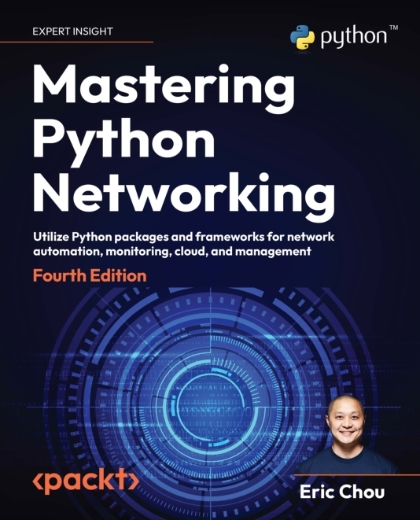 EXPERT INSIGHT
python™
Mastering
Python
Networking
Utilize Python packages and frameworks for network
automation, monitoring, cloud, and management
Fourth Edition
<packt>
Eric Chou